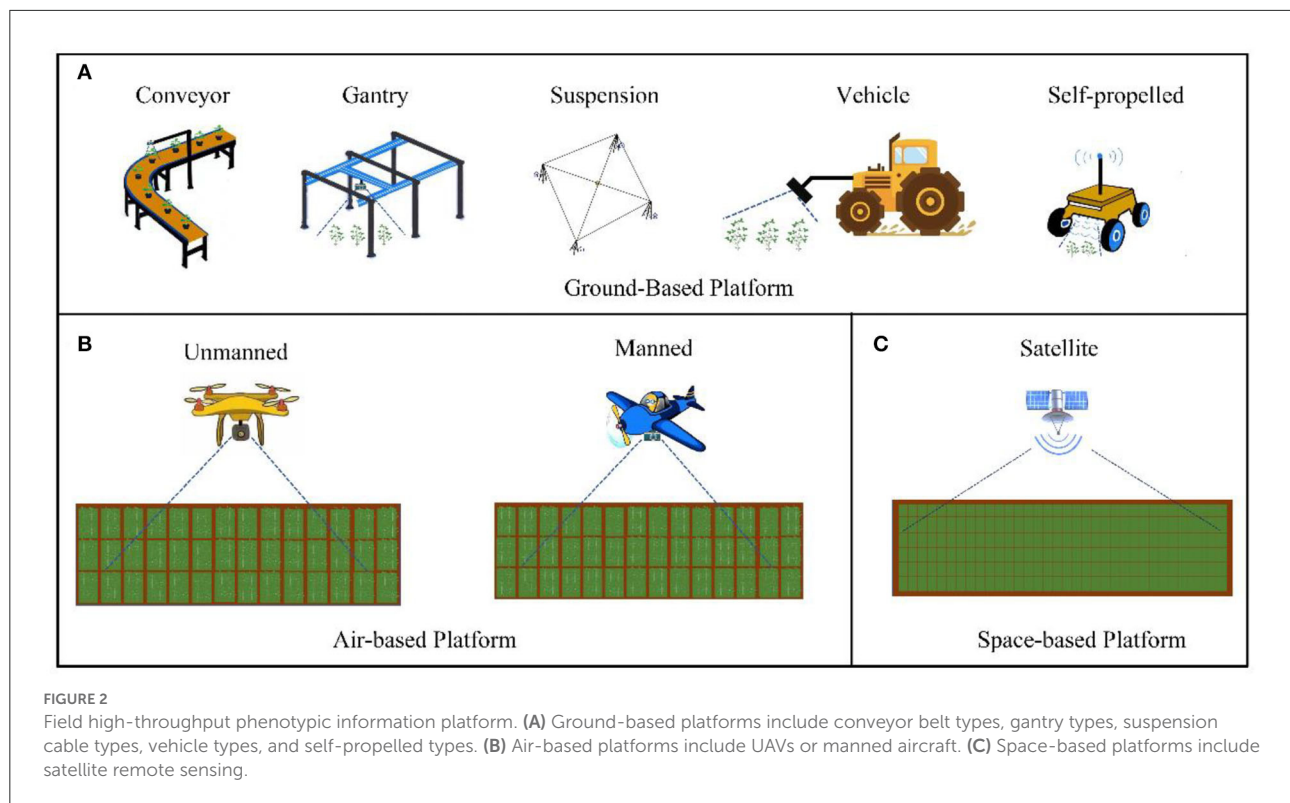 A
Conveyor Gantry Suspension Vehicle Self-propelled
Ground-Based Platform
B
Unmanned Manned
Air-based Platform
C
Satellite
Space-based Platform
FIGURE 2
Field high-throughput phenotypic information platform. (A) Ground-based platforms include conveyor belt types, gantry types, suspension
cable types, vehicle types, and self-propelled types. (B) Air-based platforms include UAVs or manned aircraft. (C) Space-based platforms include
satellite remote sensing.